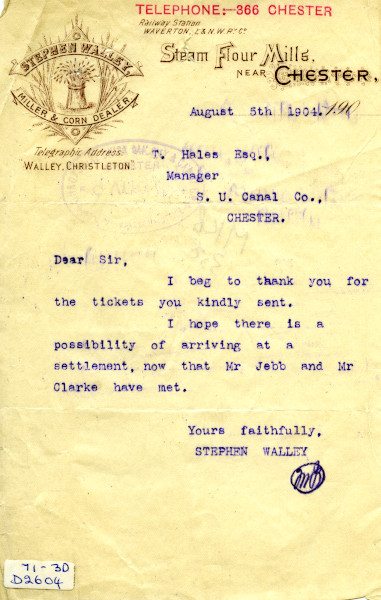 TELEPHONE:-366 CHESTER
Railway Station
WAVERTON, L&N.W.Ry Co
STEPHEN WALLEY,
MILLER & CORN DEALER
Steam Flour Mills,
NEAR CHESTER,
Telegraphic Address
"WALLEY, CHRISTLETON"
August 5th 1904. 190
T. Hales Esq.,
Manager
S. U. Canal Co.,
CHESTER.
Dear Sir,
I beg to thank you for
the tickets you kindly sent.
I hope there is a
possibility of arriving at a
settlement, now that Mr Jebb and Mr
Clarke have met.
Yours faithfully,
STEPHEN WALLEY
71-30
D2604